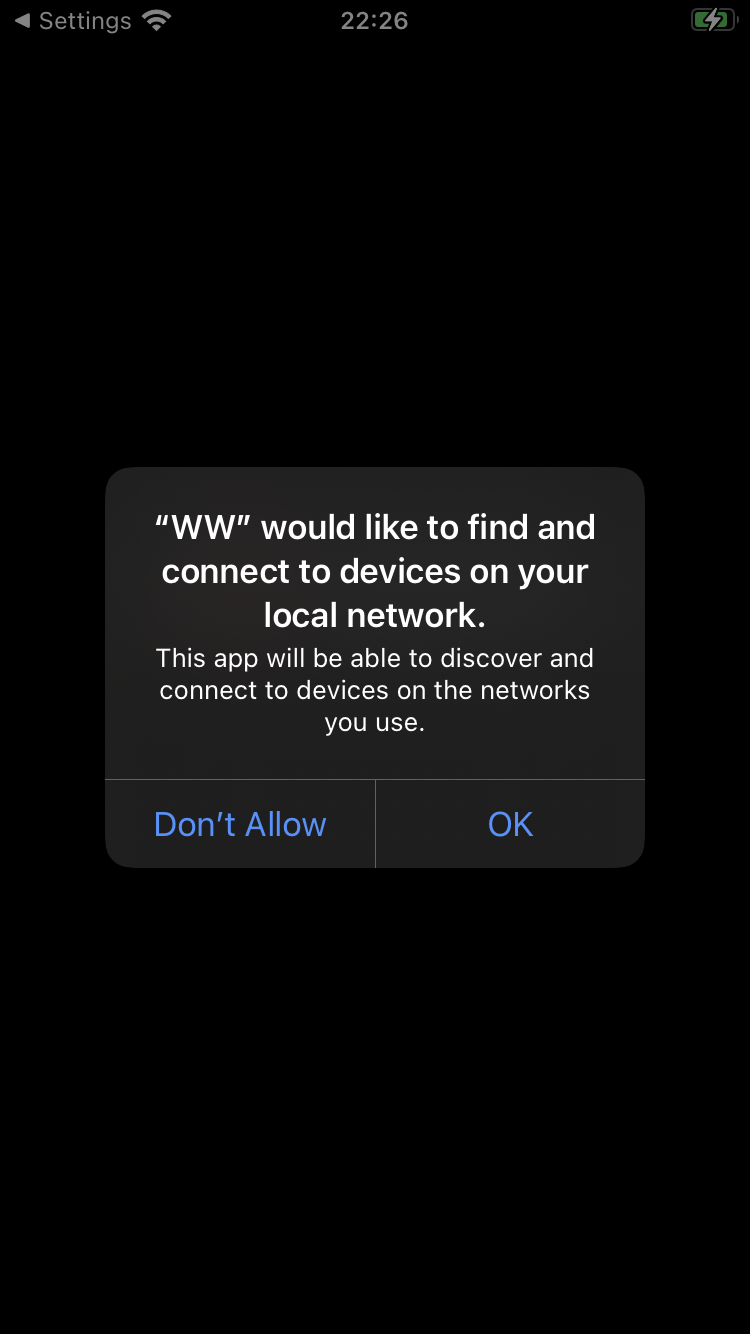 Settings
22:26
“WW” would like to find and
connect to devices on your
local network.
This app will be able to discover and
connect to devices on the networks
you use.
Don’t Allow
OK